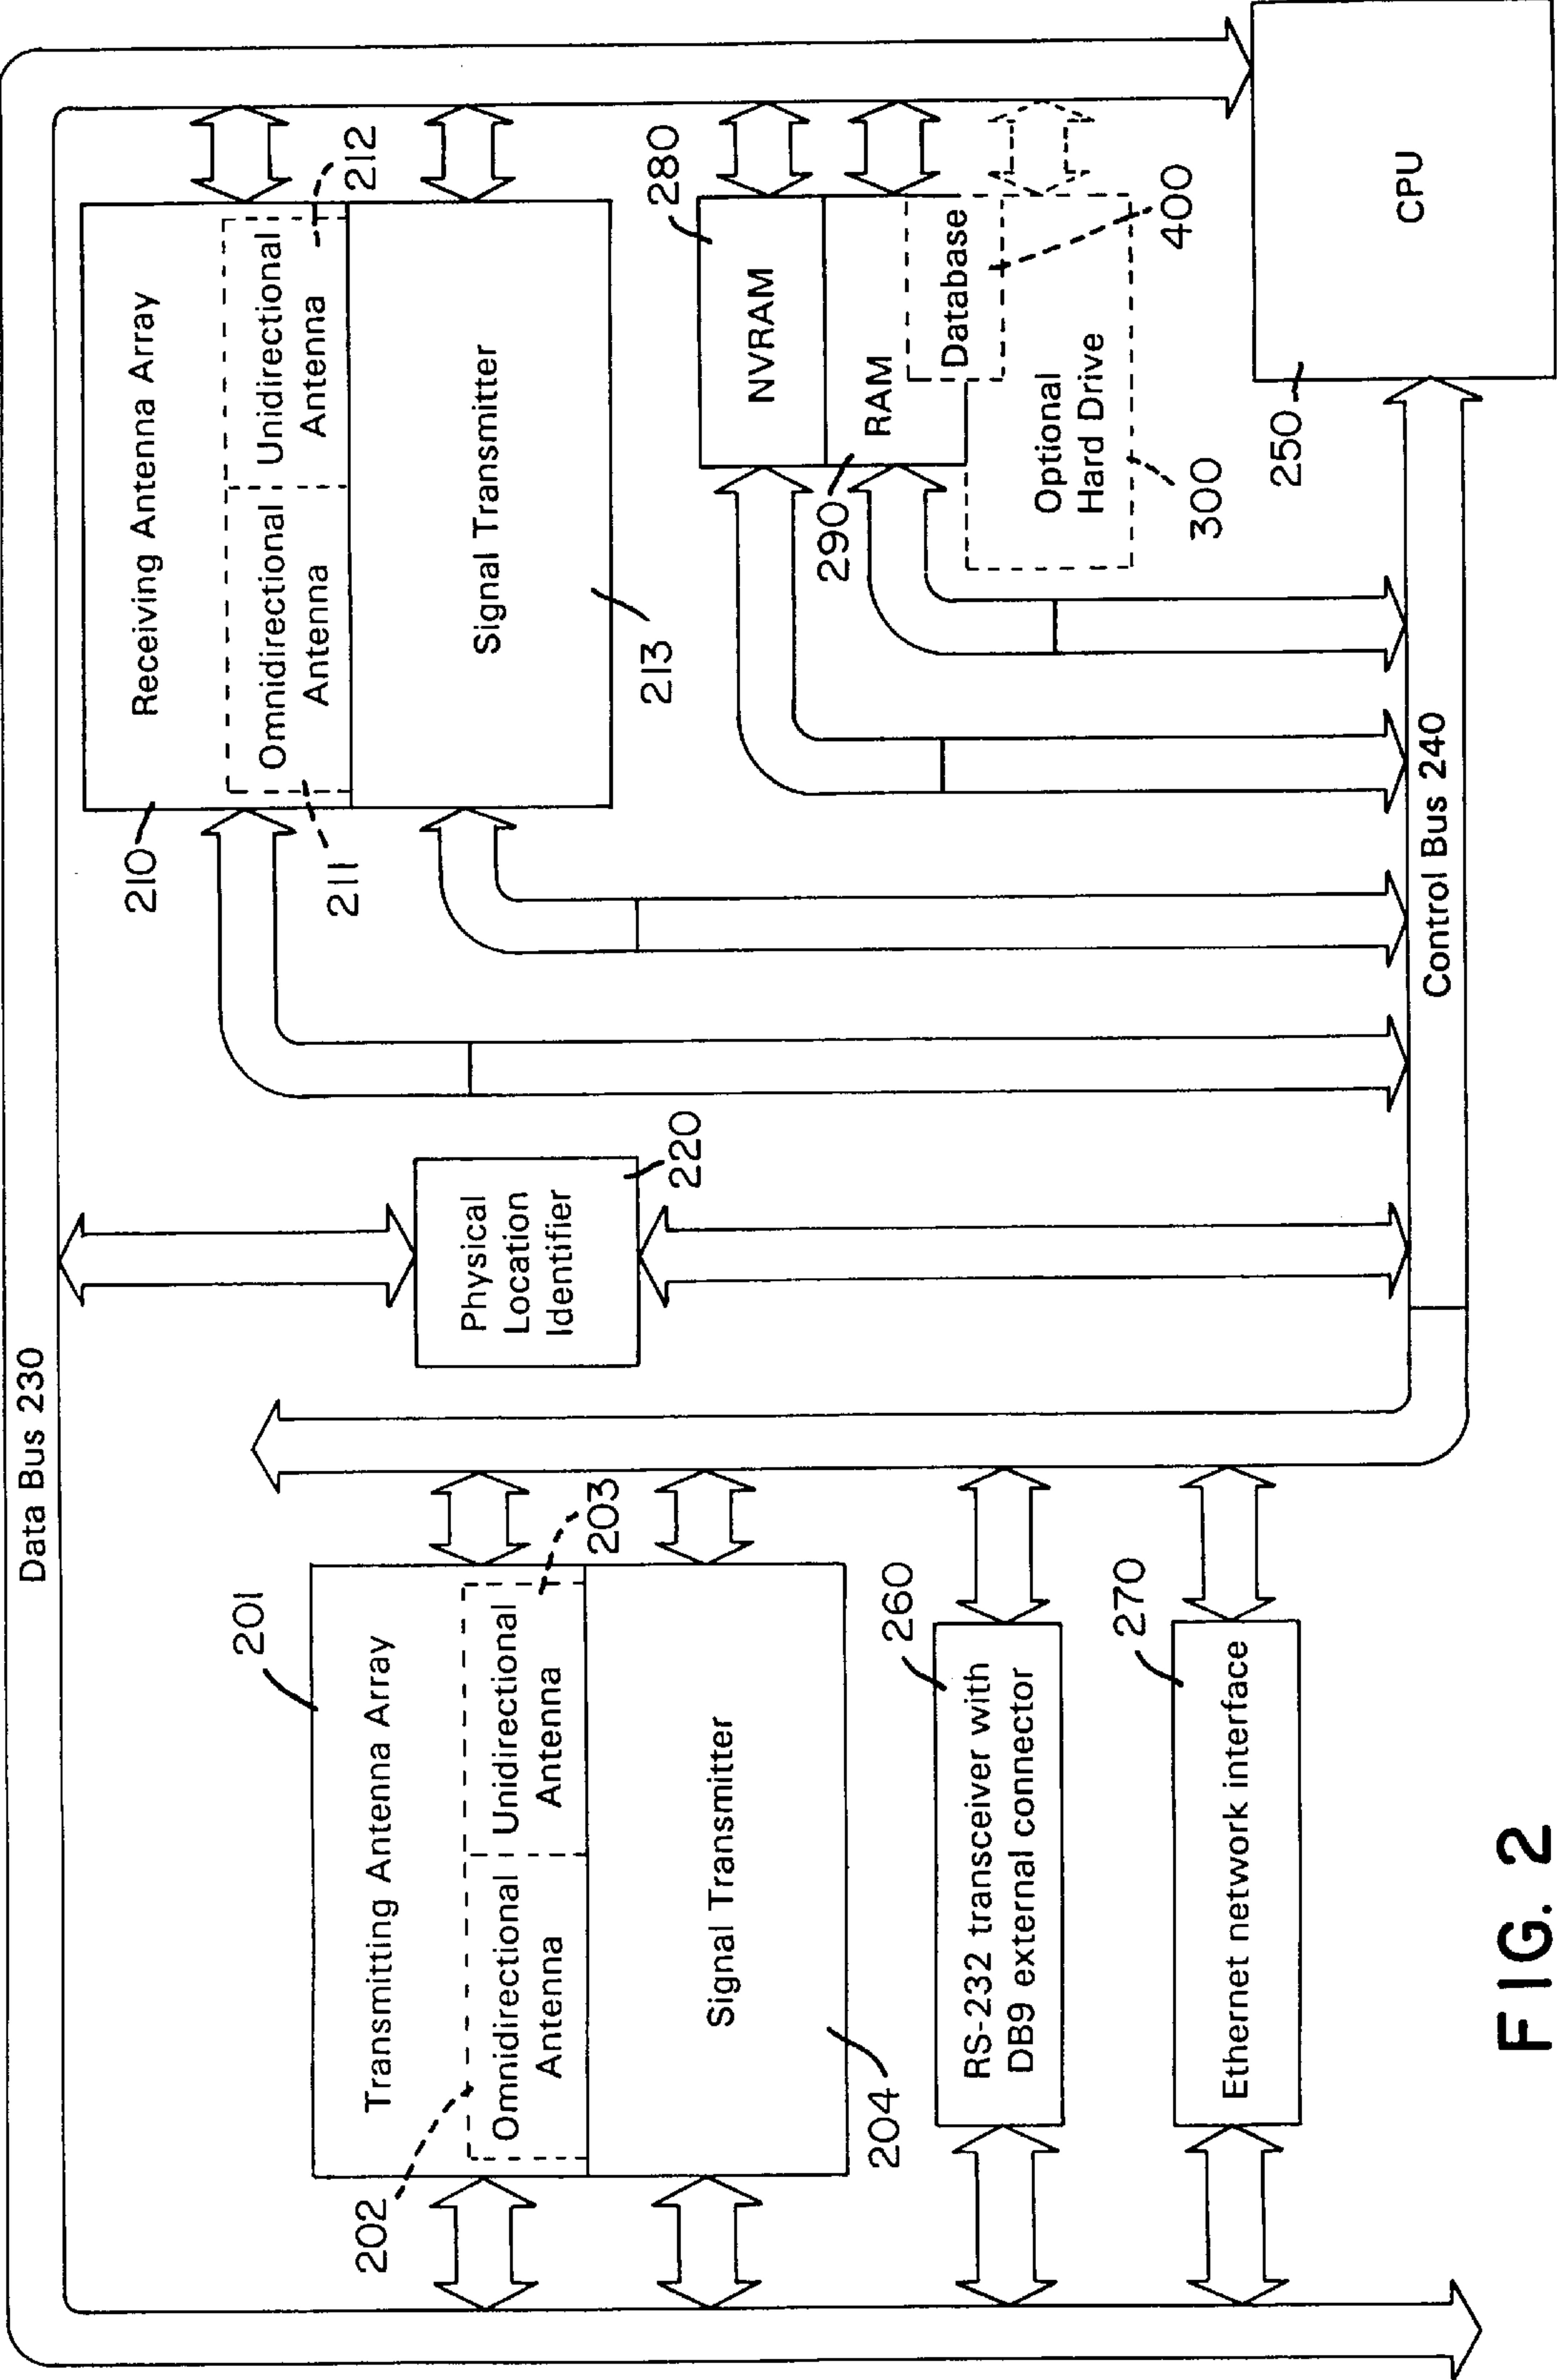 Data Bus 230
201
Transmitting Antenna Array
202
Omnidirectional
Antenna
Unidirectional
Antenna
203
Signal Transmitter
204
260
RS-232 transceiver with
DB9 external connector
270
Ethernet network interface
Physical
Location
Identifier
220
210
Receiving Antenna Array
211
Omnidirectional
Antenna
Unidirectional
Antenna
212
Signal Transmitter
213
280
NVRAM
290
RAM
Database
400
Optional
Hard Drive
300
Control Bus 240
250
CPU
FIG. 2